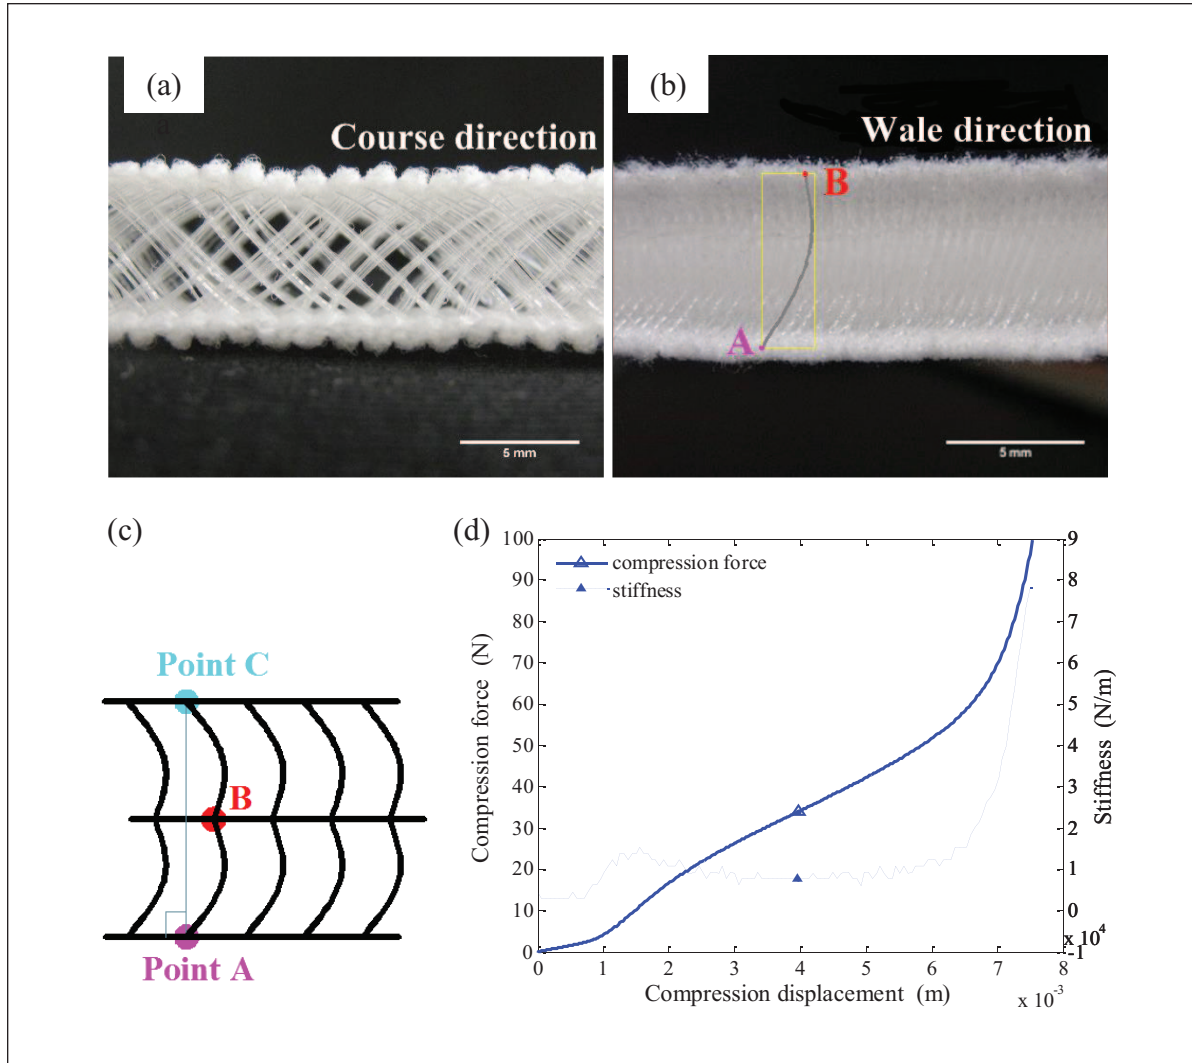 (a)
Course direction
5 mm
(b)
Wale direction
B
A
5 mm
(c)
Point C
B
Point A
(d)
compression force
stiffness
Compression force (N)
100
90
80
70
60
50
40
30
20
10
0
Stiffness (N/m)
9
8
7
6
5
4
3
2
1
0
-1
x 10^4
0 1 2 3 4 5 6 7 8
Compression displacement (m)
x 10^-3